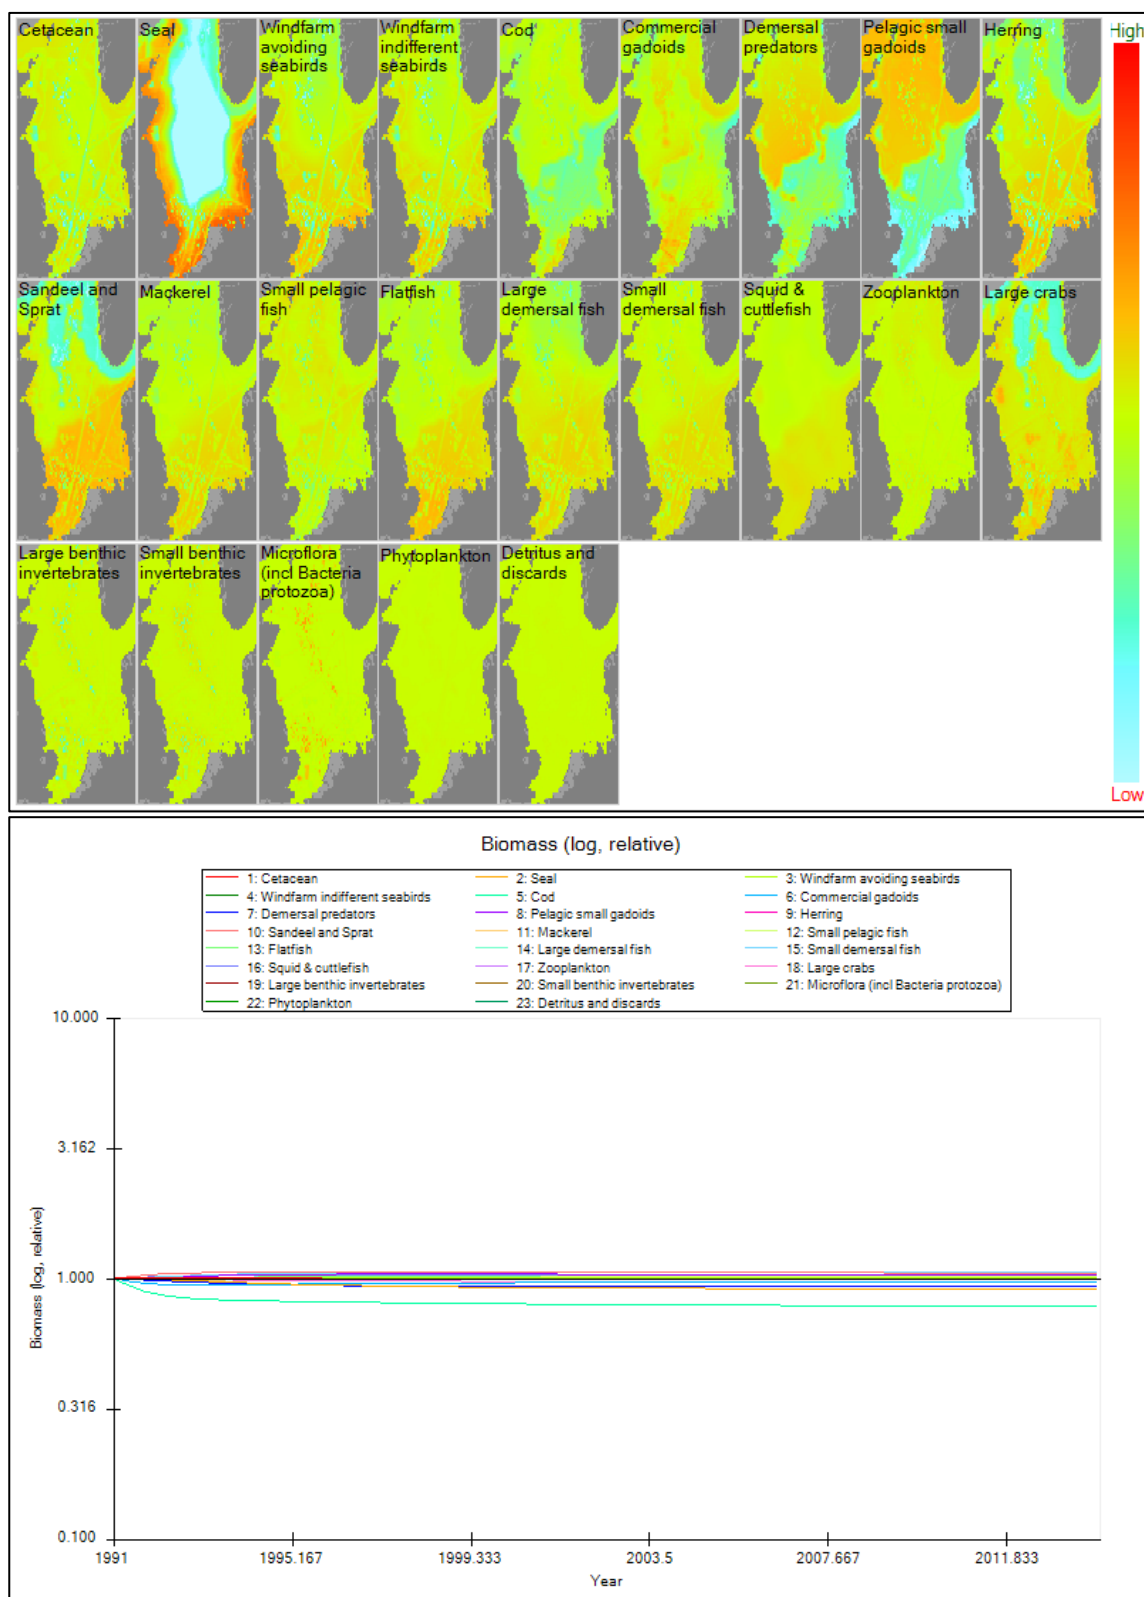 Cetacean
Seal
Windfarm
avoiding
seabirds
Windfarm
indifferent
seabirds
Cod
Commercial
gadoids
Demersal
predators
Pelagic small
gadoids
Herring
High
Sandeel and
Sprat
Mackerel
Small pelagic
fish
Flatfish
Large
demersal fish
Small
demersal fish
Squid &
cuttlefish
Zooplankton
Large crabs
Large benthic
invertebrates
Small benthic
invertebrates
Microflora
(incl Bacteria
protozoa)
Phytoplankton
Detritus and
discards
Low
Biomass (log, relative)
1: Cetacean
2: Seal
3: Windfarm avoiding seabirds
4: Windfarm indifferent seabirds
5: Cod
6: Commercial gadoids
7: Demersal predators
8: Pelagic small gadoids
9: Herring
10: Sandeel and Sprat
11: Mackerel
12: Small pelagic fish
13: Flatfish
14: Large demersal fish
15: Small demersal fish
16: Squid & cuttlefish
17: Zooplankton
18: Large crabs
19: Large benthic invertebrates
20: Small benthic invertebrates
21: Microflora (incl Bacteria protozoa)
22: Phytoplankton
23: Detritus and discards
10.000
3.162
1.000
0.316
0.100
Biomass (log, relative)
1991
1995.167
1999.333
2003.5
2007.667
2011.833
Year